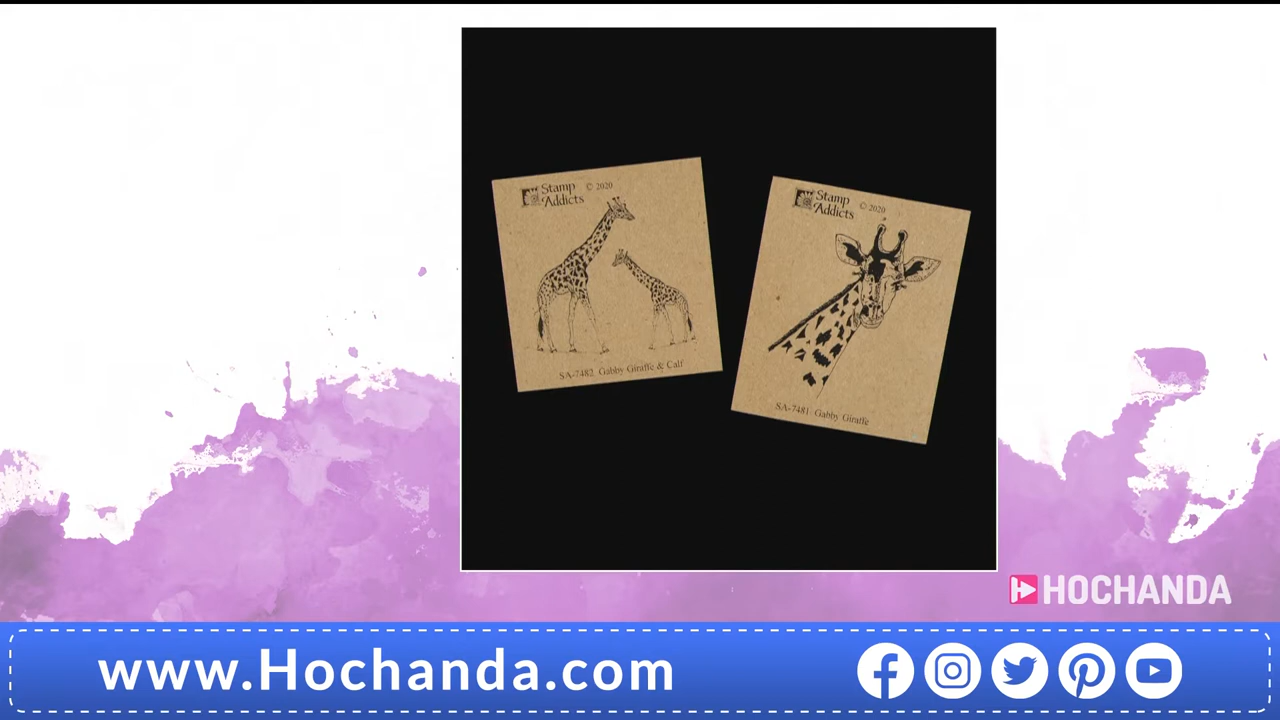 Stamp
Addicts
© 2020
SA-7482 Gabby Giraffe & Calf
Stamp
Addicts
© 2020
SA-7481 Gabby Giraffe
HOCHANDA
www.Hochanda.com